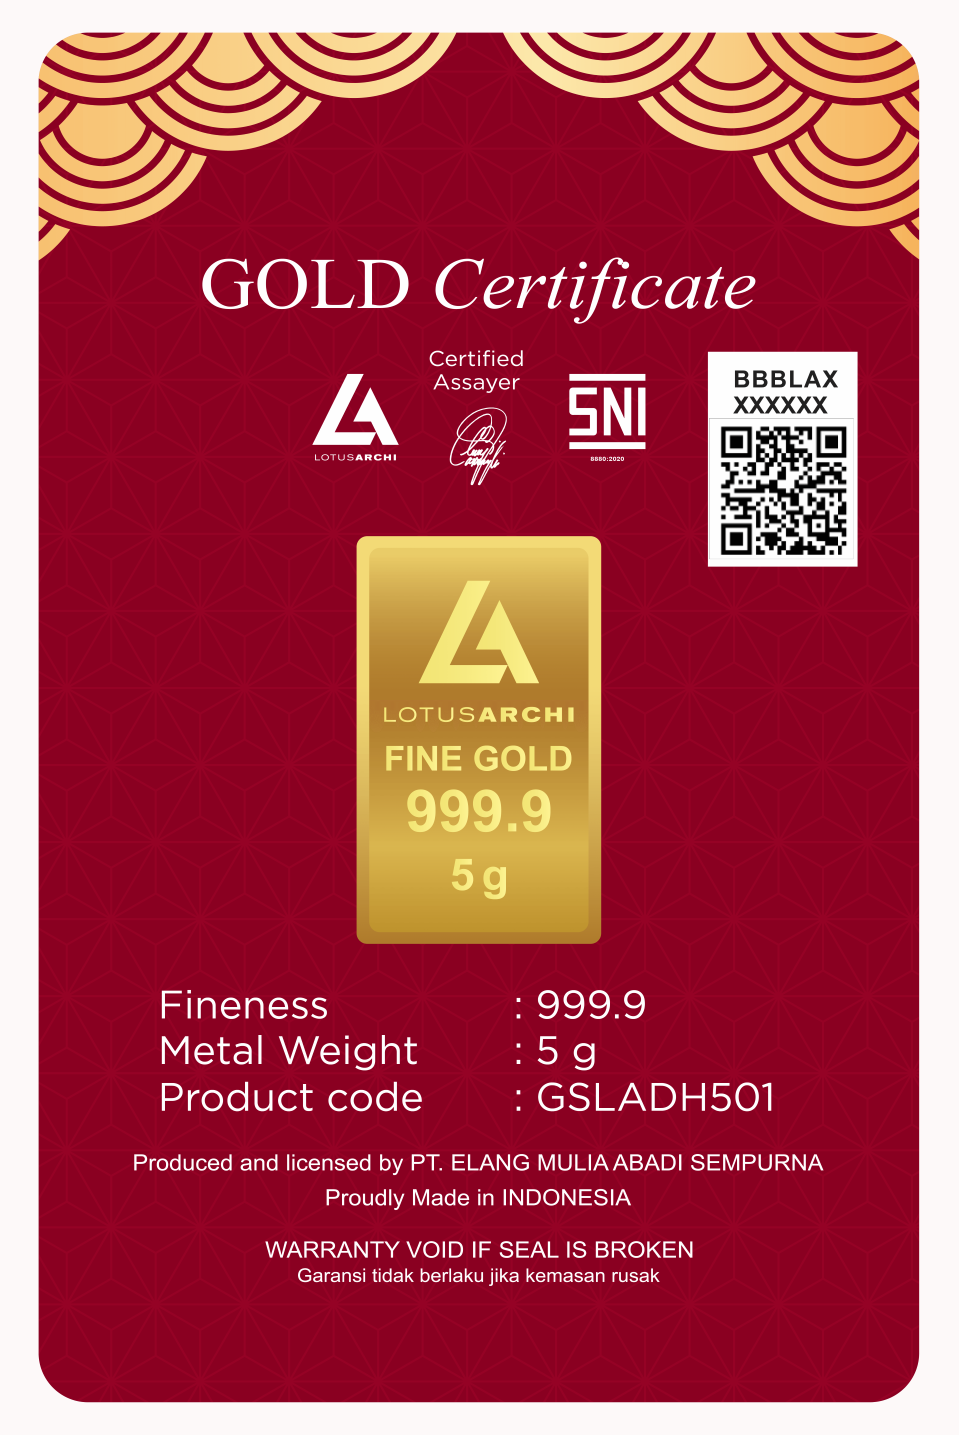 GOLD Certificate
Certified
Assayer
LOTUSARCHI
SNI
8880:2020
BBBLAX
XXXXXX
LOTUSARCHI
FINE GOLD
999.9
5 g
Fineness : 999.9
Metal Weight : 5 g
Product code : GSLADH501
Produced and licensed by PT. ELANG MULIA ABADI SEMPURNA
Proudly Made in INDONESIA
WARRANTY VOID IF SEAL IS BROKEN
Garansi tidak berlaku jika kemasan rusak